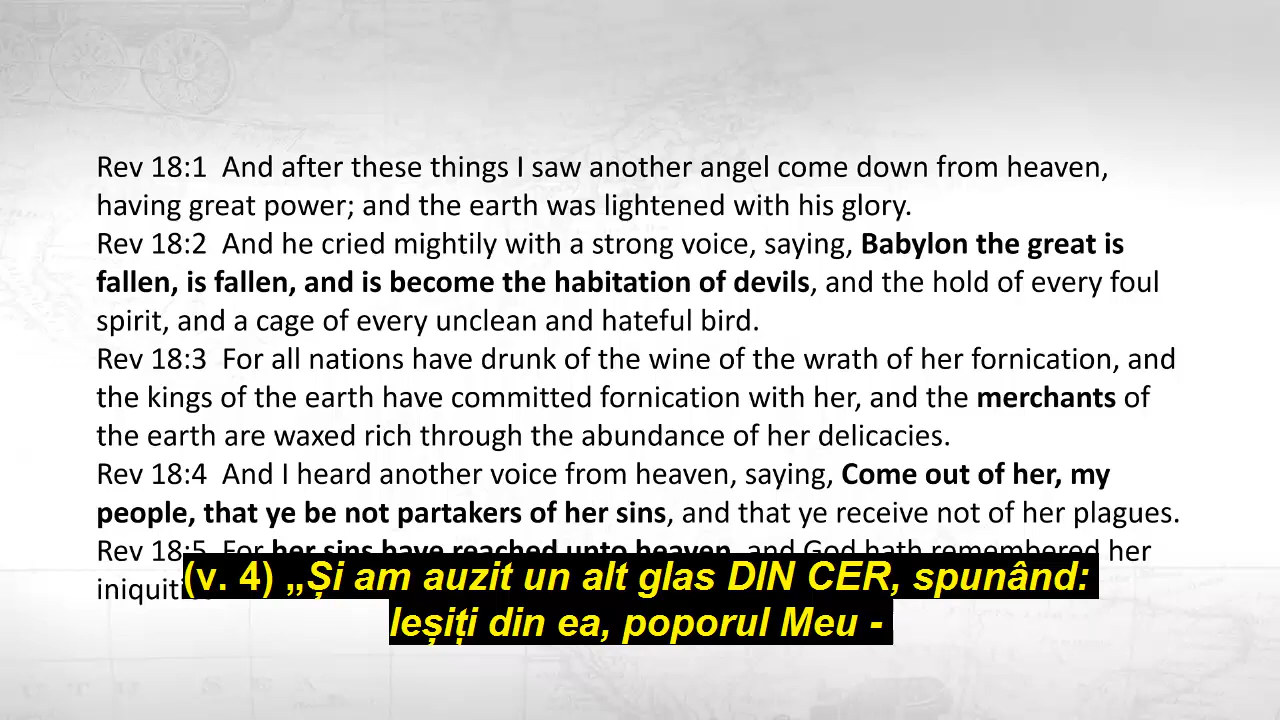 Rev 18:1  And after these things I saw another angel come down from heaven,
having great power; and the earth was lightened with his glory.
Rev 18:2  And he cried mightily with a strong voice, saying, Babylon the great is
fallen, is fallen, and is become the habitation of devils, and the hold of every foul
spirit, and a cage of every unclean and hateful bird.
Rev 18:3  For all nations have drunk of the wine of the wrath of her fornication, and
the kings of the earth have committed fornication with her, and the merchants of
the earth are waxed rich through the abundance of her delicacies.
Rev 18:4  And I heard another voice from heaven, saying, Come out of her, my
people, that ye be not partakers of her sins, and that ye receive not of her plagues.
Rev 18:5  For her sins have reached unto heaven, and God hath remembered her
(v. 4) „Și am auzit un alt glas DIN CER, spunând:
Ieșiți din ea, poporul Meu -